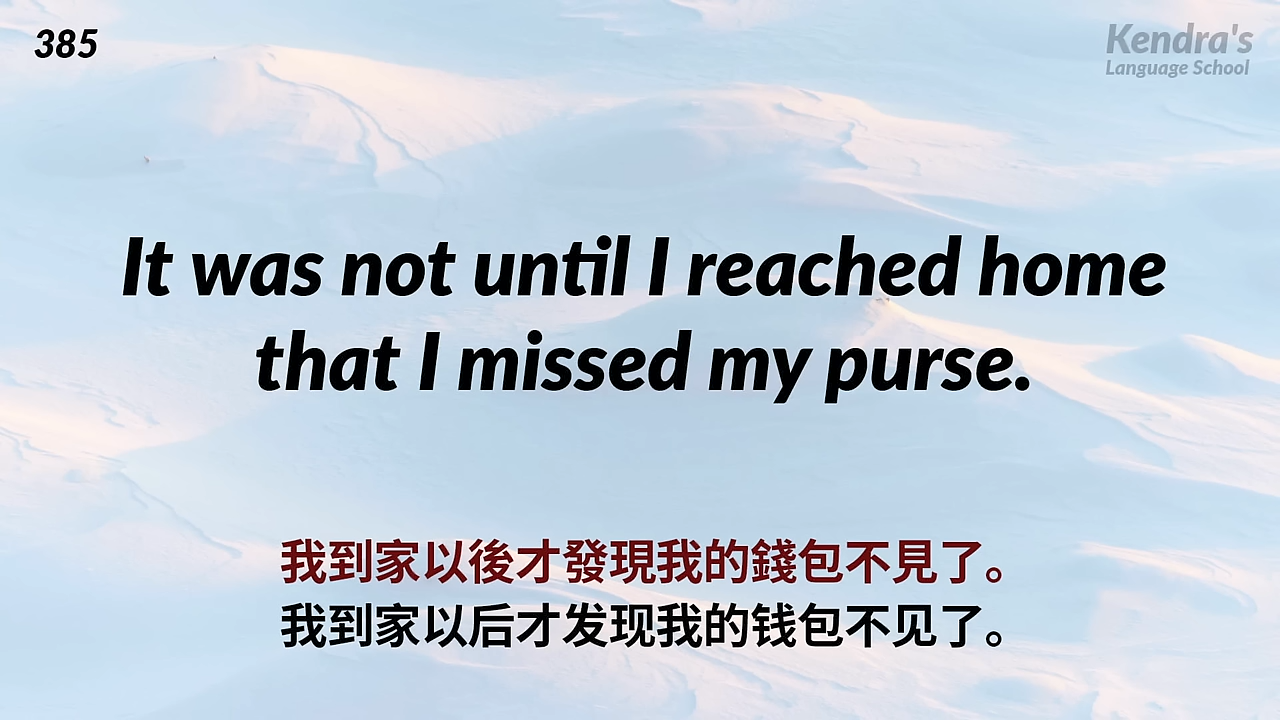 385
Kendra's
Language School
It was not until I reached home
that I missed my purse.
我到家以後才發現我的錢包不見了。
我到家以后才发现我的钱包不见了。